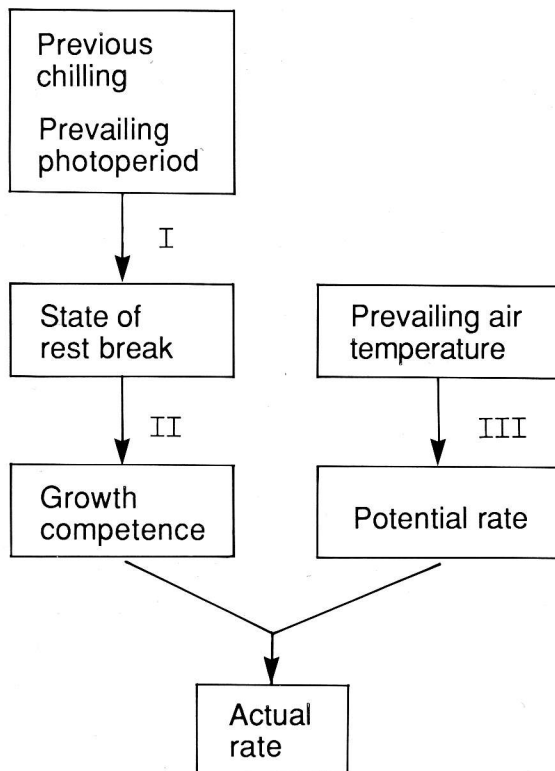 Previous
chilling
Prevailing
photoperiod
I
State of
rest break
Prevailing air
temperature
II
III
Growth
competence
Potential rate
Actual
rate